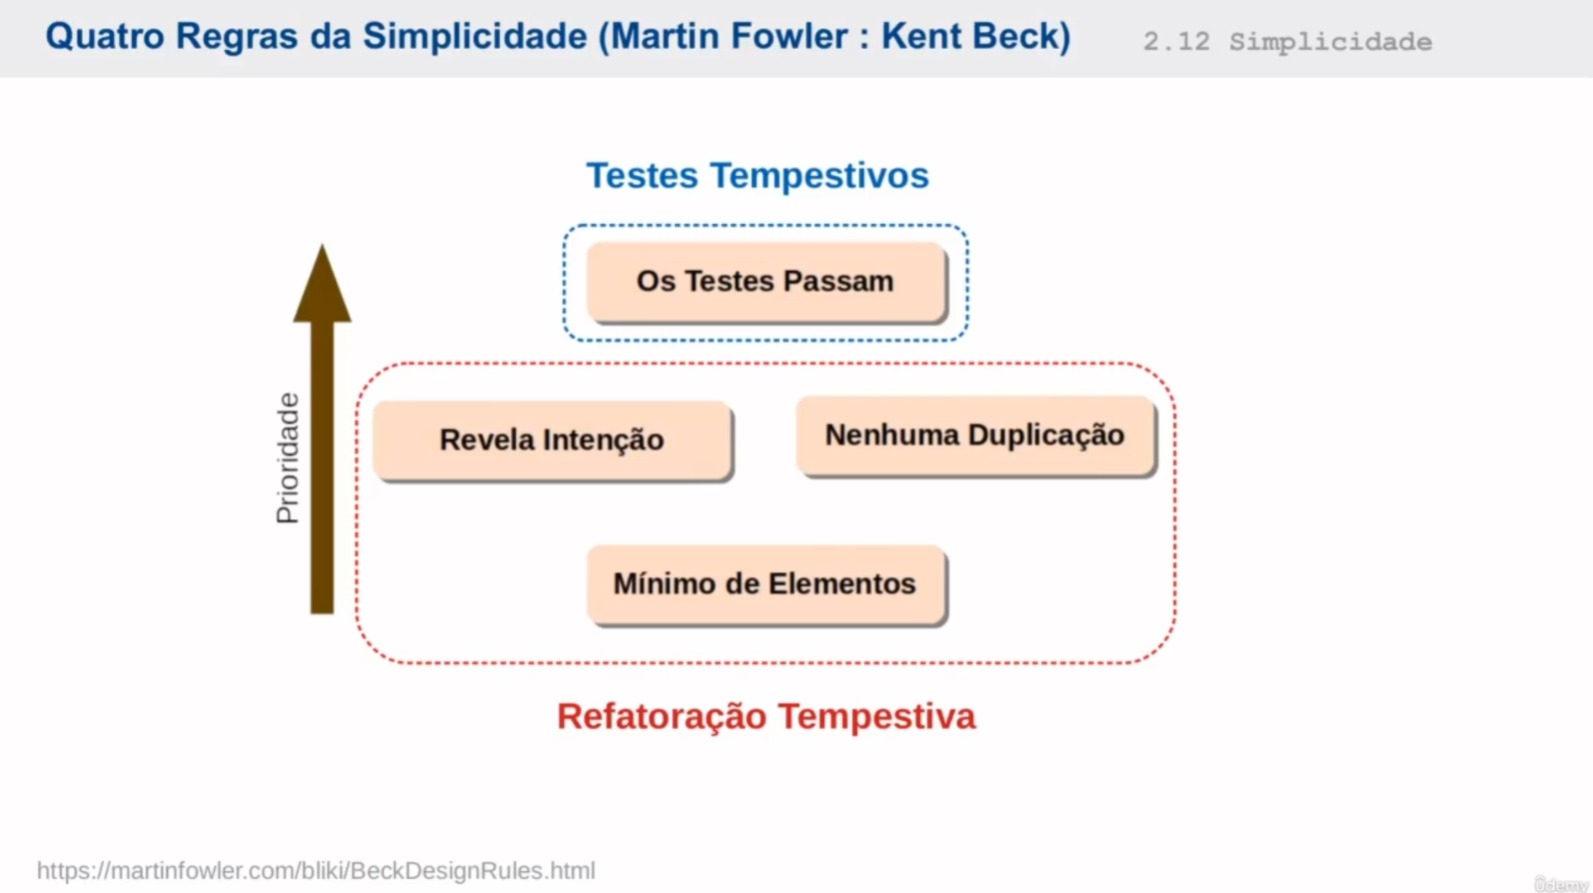 Quatro Regras da Simplicidade (Martin Fowler : Kent Beck)
2.12 Simplicidade
Testes Tempestivos
Os Testes Passam
Prioridade
Revela Intenção
Nenhuma Duplicação
Mínimo de Elementos
Refatoração Tempestiva
https://martinfowler.com/bliki/BeckDesignRules.html
ûdemy